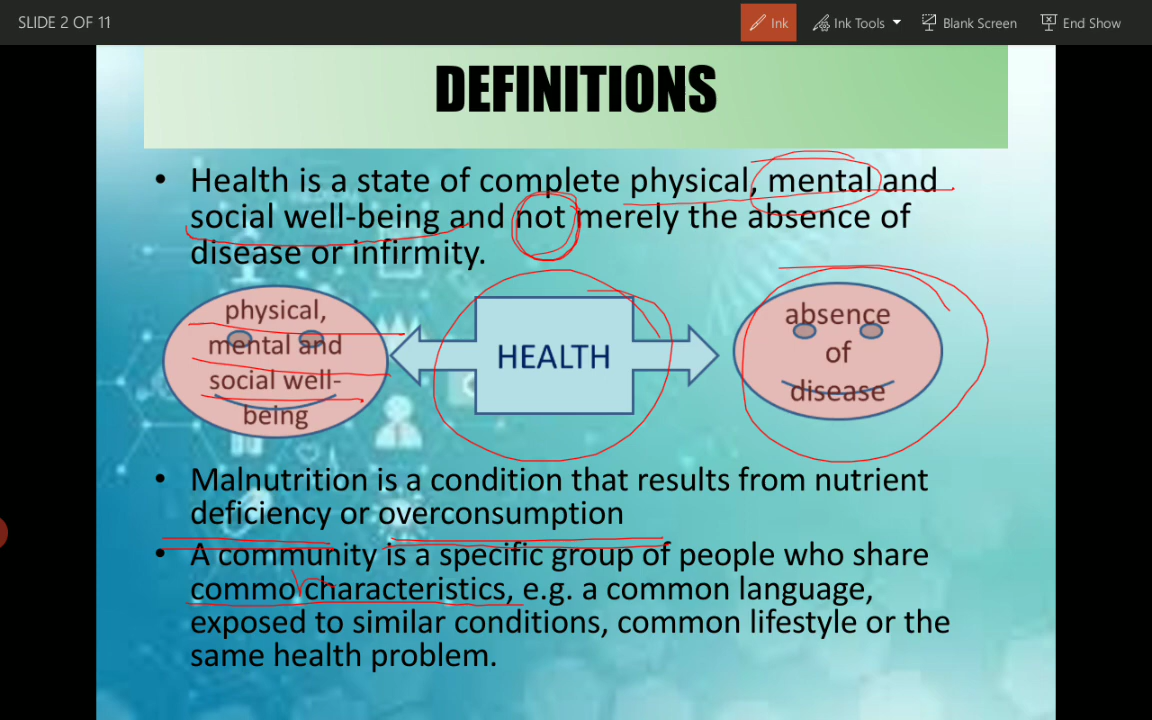 SLIDE 2 OF 11
Ink
Ink Tools
Blank Screen
End Show
DEFINITIONS
• Health is a state of complete physical, mental and
social well-being and not merely the absence of
disease or infirmity.
physical,
mental and
social well-
being
HEALTH
absence
of
disease
• Malnutrition is a condition that results from nutrient
deficiency or overconsumption
• A community is a specific group of people who share
commo characteristics, e.g. a common language,
exposed to similar conditions, common lifestyle or the
same health problem.